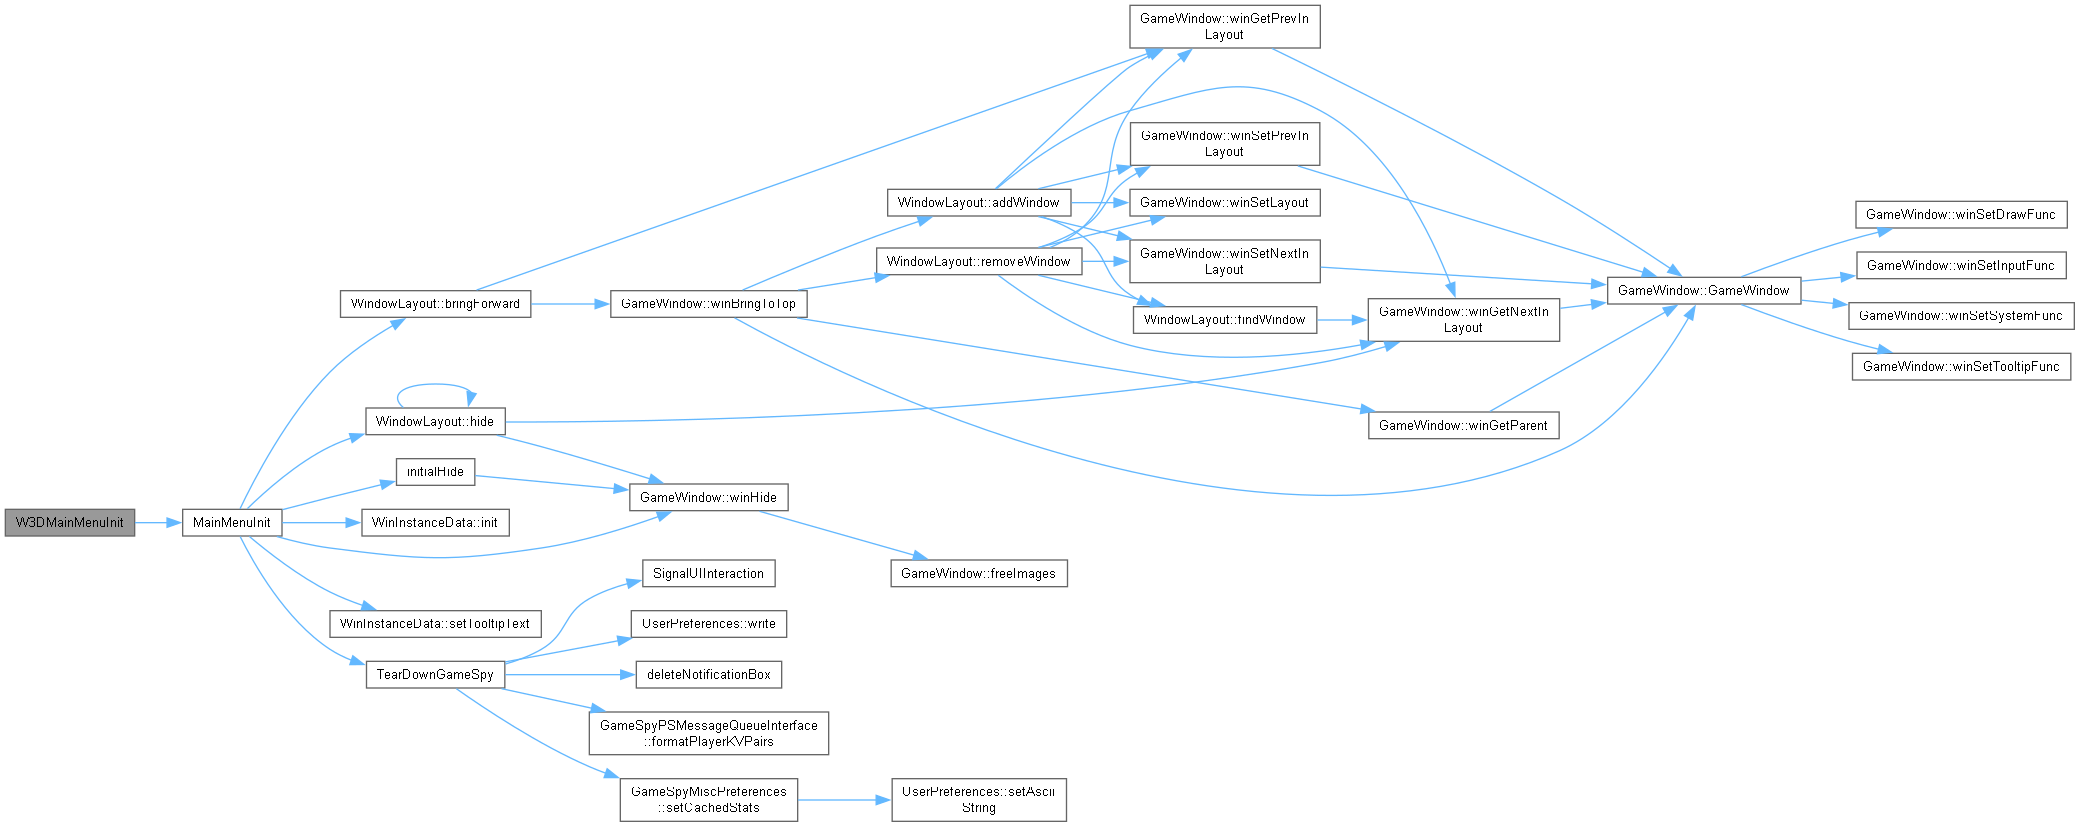 W3DMainMenuInit
MainMenuInit
WindowLayout::bringForward
WindowLayout::hide
initialHide
WinInstanceData::init
WinInstanceData::setTooltipText
TearDownGameSpy
GameWindow::winBringToTop
GameWindow::winHide
SignalUIInteraction
UserPreferences::write
deleteNotificationBox
GameSpyPSMessageQueueInterface
::formatPlayerKVPairs
GameSpyMiscPreferences
::setCachedStats
WindowLayout::addWindow
WindowLayout::removeWindow
GameWindow::freeImages
UserPreferences::setAscii
String
GameWindow::winGetPrevIn
Layout
GameWindow::winSetPrevIn
Layout
GameWindow::winSetLayout
GameWindow::winSetNextIn
Layout
WindowLayout::findWindow
GameWindow::winGetNextIn
Layout
GameWindow::winGetParent
GameWindow::GameWindow
GameWindow::winSetDrawFunc
GameWindow::winSetInputFunc
GameWindow::winSetSystemFunc
GameWindow::winSetTooltipFunc